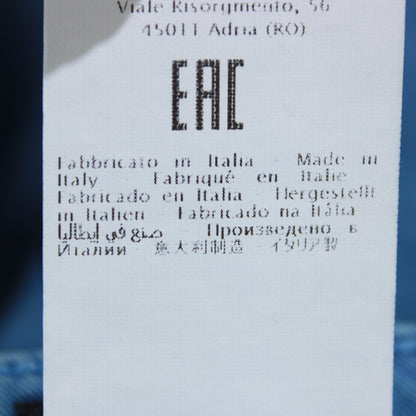 Viale Risorgimento, 56
45011 Adria (RO)
EAC
Fabbricato in Italia - Made in
Italy - Fabriqué en Italie -
Fabricado en Italia - Hergestellt
in Italien - Fabricado na Itália -
صنع في إيطاليا - Произведено в
Италии - 意大利制造 - イタリア製